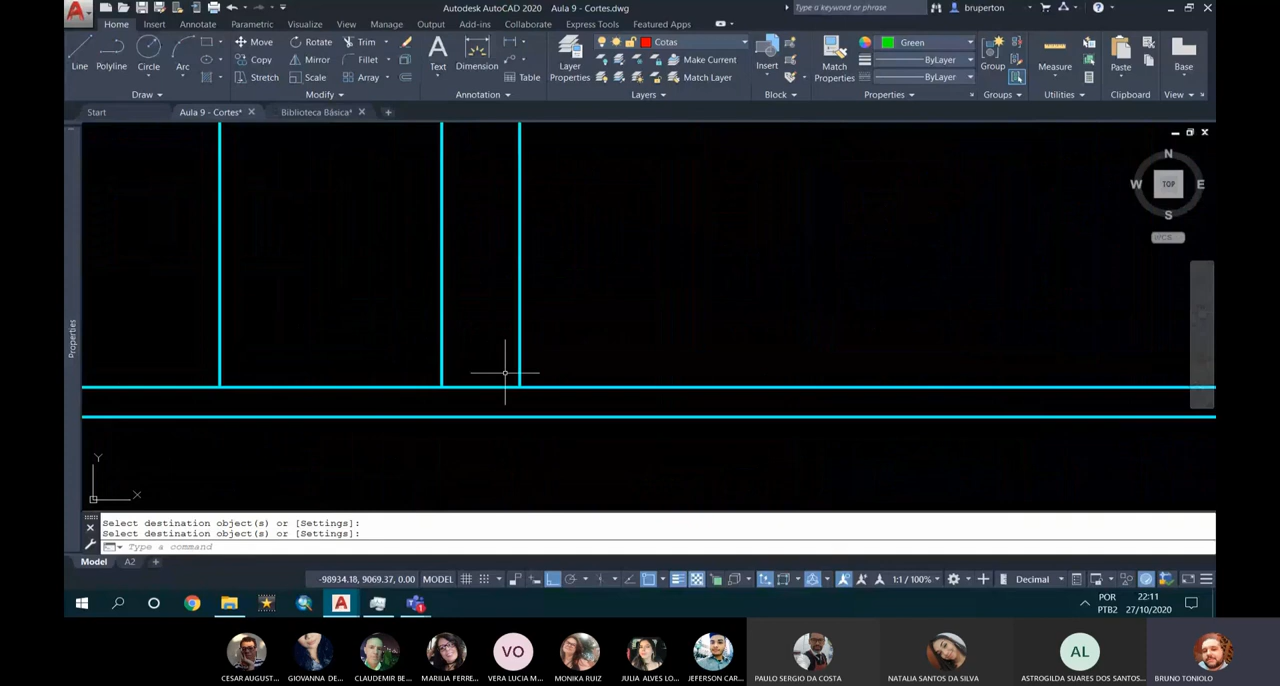 Autodesk AutoCAD 2020 Aula 9 - Cortes.dwg
Type a keyword or phrase
bruperton
Home Insert Annotate Parametric Visualize View Manage Output Add-ins Collaborate Express Tools Featured Apps
Line Polyline Circle Arc
Move Rotate Trim
Copy Mirror Fillet
Stretch Scale Array
Text Dimension Table
Layer Properties
Cotas
Make Current
Match Layer
Insert
Match Properties
Green
ByLayer
ByLayer
Group
Measure
Paste
Base
Draw Modify Annotation Layers Block Properties Groups Utilities Clipboard View
Start Aula 9 - Cortes* Biblioteca Básica*
N
W TOP E
S
WCS
Properties
Y
X
Select destination object(s) or [Settings]:
Select destination object(s) or [Settings]:
Type a command
Model A2
-98934.18, 9069.37, 0.00 MODEL 1:1 / 100% Decimal
POR
PTB2
22:11
27/10/2020
VO
AL
CESAR AUGUST...
GIOVANNA DE...
CLAUDEMIR BE...
MARILIA FERRE...
VERA LUCIA M...
MONIKA RUIZ
JULIA ALVES LO...
JEFERSON CAR...
PAULO SERGIO DA COSTA
NATALIA SANTOS DA SILVA
ASTROGILDA SUARES DOS SANTOS...
BRUNO TONIOLO